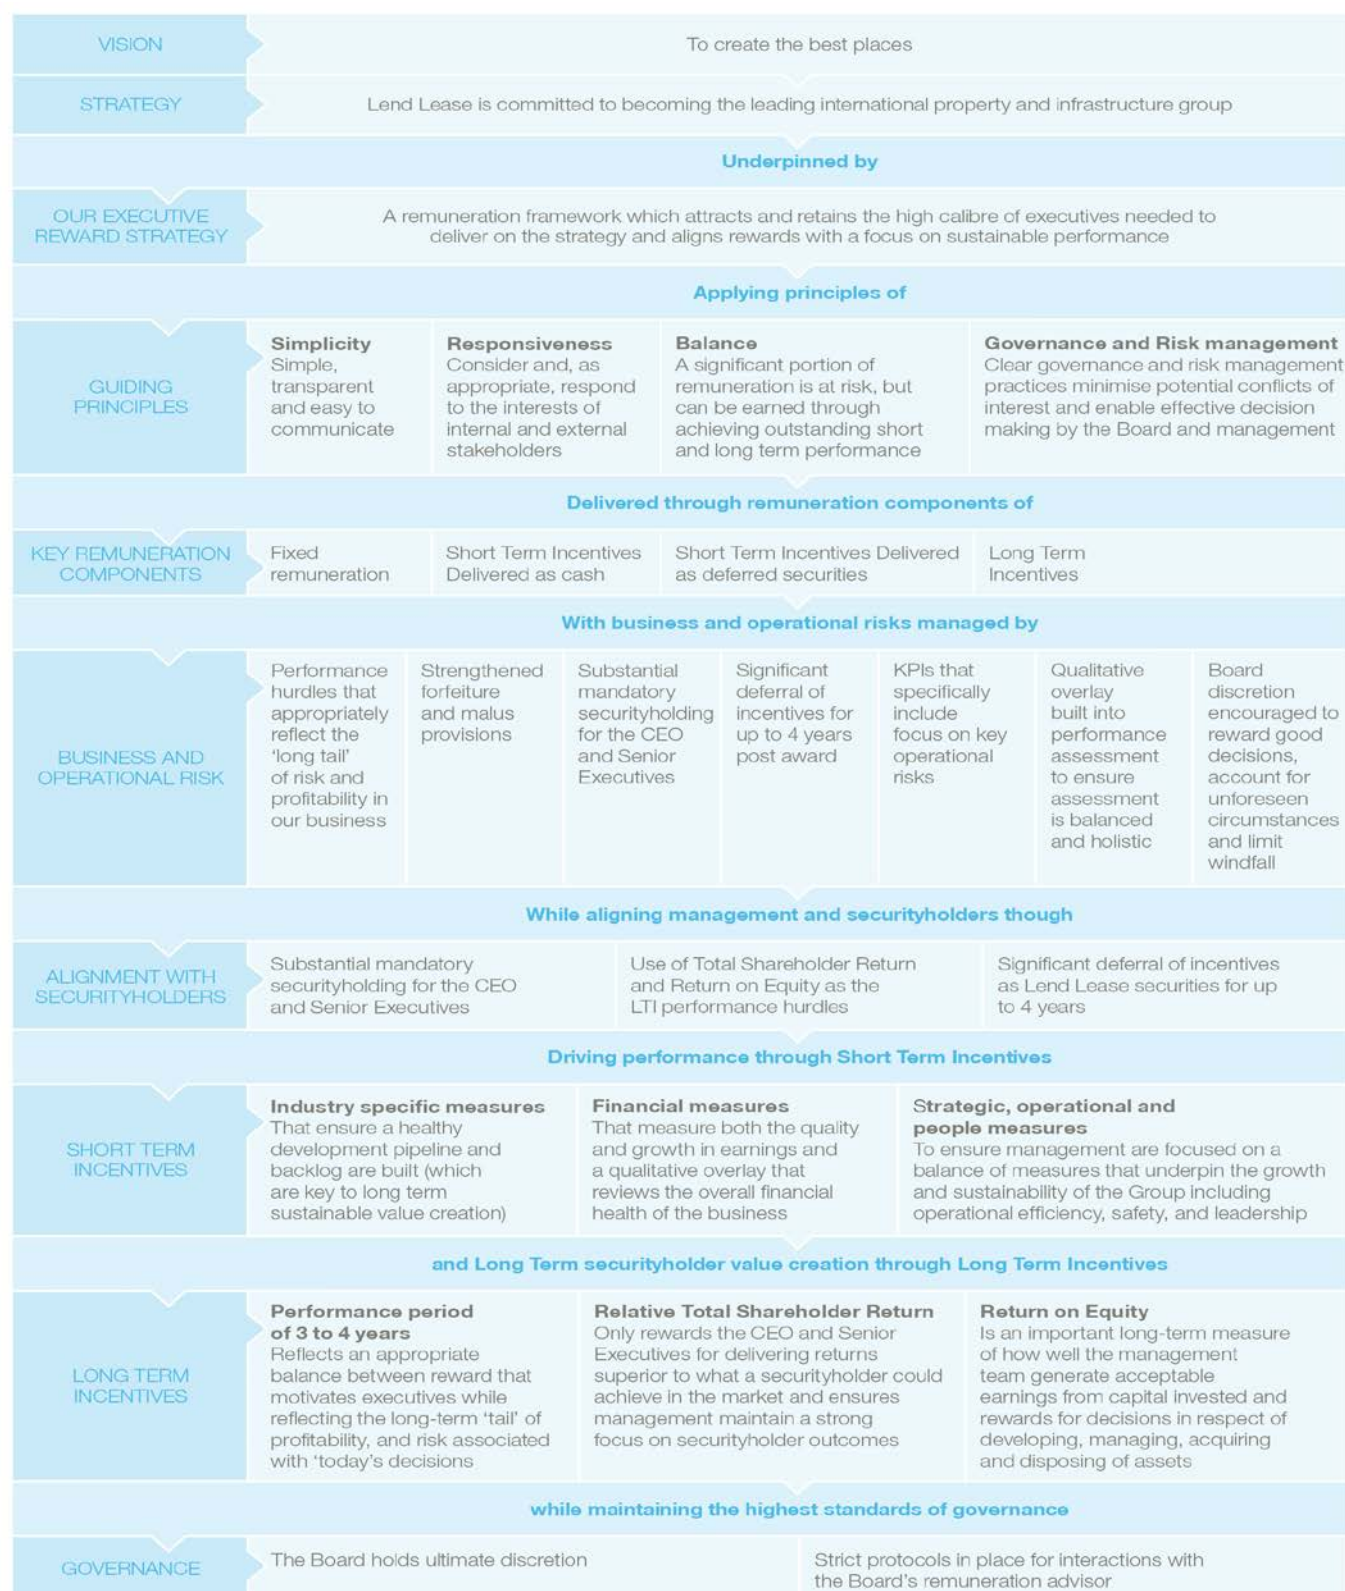 VISION
To create the best places
STRATEGY
Lend Lease is committed to becoming the leading international property and infrastructure group
Underpinned by
OUR EXECUTIVE
REWARD STRATEGY
A remuneration framework which attracts and retains the high calibre of executives needed to
deliver on the strategy and aligns rewards with a focus on sustainable performance
Applying principles of
GUIDING
PRINCIPLES
Simplicity
Simple,
transparent
and easy to
communicate
Responsiveness
Consider and, as
appropriate, respond
to the interests of
internal and external
stakeholders
Balance
A significant portion of
remuneration is at risk, but
can be earned through
achieving outstanding short
and long term performance
Governance and Risk management
Clear governance and risk management
practices minimise potential conflicts of
interest and enable effective decision
making by the Board and management
Delivered through remuneration components of
KEY REMUNERATION
COMPONENTS
Fixed
remuneration
Short Term Incentives
Delivered as cash
Short Term Incentives Delivered
as deferred securities
Long Term
Incentives
With business and operational risks managed by
BUSINESS AND
OPERATIONAL RISK
Performance
hurdles that
appropriately
reflect the
‘long tail’
of risk and
profitability in
our business
Strengthened
forfeiture
and malus
provisions
Substantial
mandatory
securityholding
for the CEO
and Senior
Executives
Significant
deferral of
incentives for
up to 4 years
post award
KPIs that
specifically
include
focus on key
operational
risks
Qualitative
overlay
built into
performance
assessment
to ensure
assessment
is balanced
and holistic
Board
discretion
encouraged to
reward good
decisions,
account for
unforeseen
circumstances
and limit
windfall
While aligning management and securityholders though
ALIGNMENT WITH
SECURITYHOLDERS
Substantial mandatory
securityholding for the CEO
and Senior Executives
Use of Total Shareholder Return
and Return on Equity as the
LTI performance hurdles
Significant deferral of incentives
as Lend Lease securities for up
to 4 years
Driving performance through Short Term Incentives
SHORT TERM
INCENTIVES
Industry specific measures
That ensure a healthy
development pipeline and
backlog are built (which
are key to long term
sustainable value creation)
Financial measures
That measure both the quality
and growth in earnings and
a qualitative overlay that
reviews the overall financial
health of the business
Strategic, operational and
people measures
To ensure management are focused on a
balance of measures that underpin the growth
and sustainability of the Group including
operational efficiency, safety, and leadership
and Long Term securityholder value creation through Long Term Incentives
LONG TERM
INCENTIVES
Performance period
of 3 to 4 years
Reflects an appropriate
balance between reward that
motivates executives while
reflecting the long-term ‘tail’ of
profitability, and risk associated
with ‘today’s decisions
Relative Total Shareholder Return
Only rewards the CEO and Senior
Executives for delivering returns
superior to what a securityholder could
achieve in the market and ensures
management maintain a strong
focus on securityholder outcomes
Return on Equity
Is an important long-term measure
of how well the management
team generate acceptable
earnings from capital invested and
rewards for decisions in respect of
developing, managing, acquiring
and disposing of assets
while maintaining the highest standards of governance
GOVERNANCE
The Board holds ultimate discretion
Strict protocols in place for interactions with
the Board’s remuneration advisor